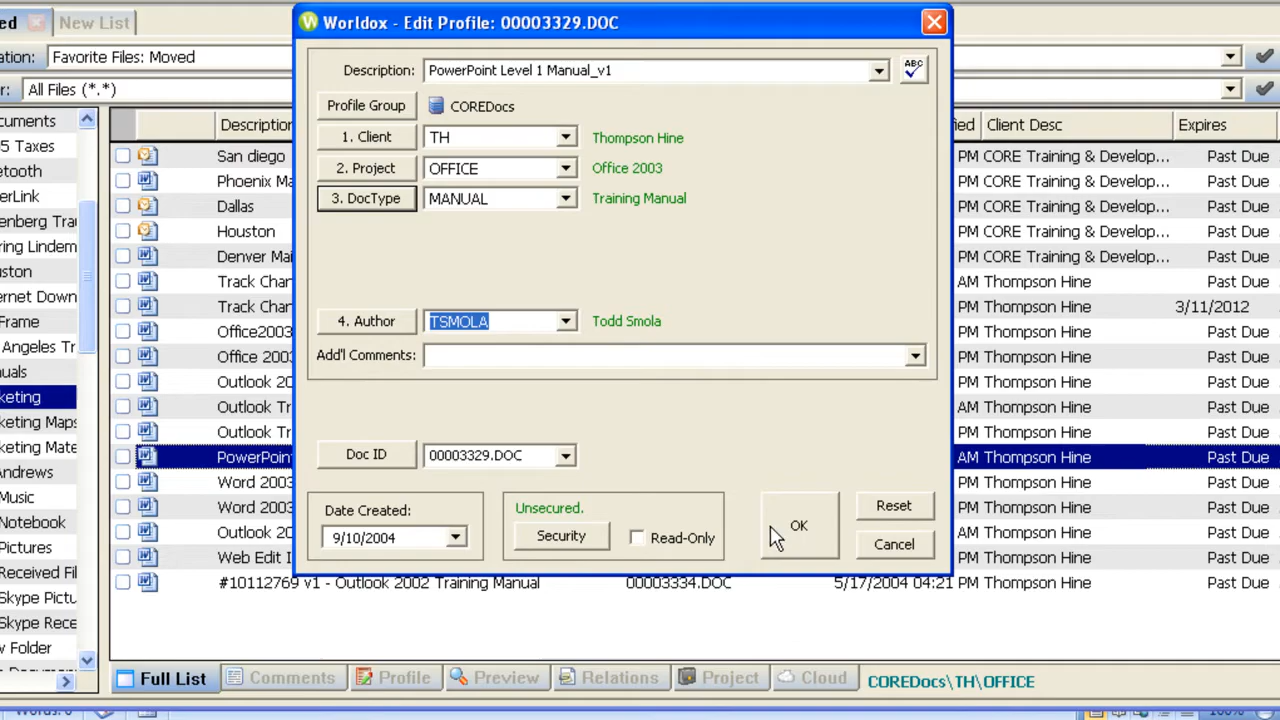 ed New List
ation: Favorite Files: Moved
r: All Files (*.*)
Worldox - Edit Profile: 00003329.DOC
Description: PowerPoint Level 1 Manual_v1 ABC
Profile Group COREDocs
1. Client TH Thompson Hine
2. Project OFFICE Office 2003
3. DocType MANUAL Training Manual
4. Author TSMOLA Todd Smola
Add'l Comments:
Doc ID 00003329.DOC
Date Created:
9/10/2004
Unsecured.
Security Read-Only
OK
Reset
Cancel
cuments
5 Taxes
etooth
erLink
enberg Tra
ring Lindem
uston
ernet Down
Frame
Angeles Tr
uals
keting
keting Maps
keting Mate
Andrews
Music
Notebook
Pictures
Received Fil
Skype Pictu
Skype Rece
v Folder
Description
San diego
Phoenix Ma
Dallas
Houston
Denver Mai
Track Chan
Track Chan
Office2003
Office 2003
Outlook 20
Outlook Tr
Outlook Tr
PowerPoint
Word 2003
Word 2003
Outlook 20
Web Edit I
#10112769 v1 - Outlook 2002 Training Manual 00003334.DOC 5/17/2004 04:21 PM Thompson Hine Past Due
ied Client Desc Expires
PM CORE Training & Develop... Past Due
PM CORE Training & Develop... Past Due
PM CORE Training & Develop... Past Due
PM CORE Training & Develop... Past Due
PM CORE Training & Develop... Past Due
AM Thompson Hine Past Due
PM Thompson Hine 3/11/2012
PM Thompson Hine Past Due
PM Thompson Hine Past Due
PM Thompson Hine Past Due
AM Thompson Hine Past Due
AM Thompson Hine Past Due
AM Thompson Hine Past Due
PM Thompson Hine Past Due
PM Thompson Hine Past Due
AM Thompson Hine Past Due
PM Thompson Hine Past Due
Full List Comments Profile Preview Relations Project Cloud COREDocs\TH\OFFICE